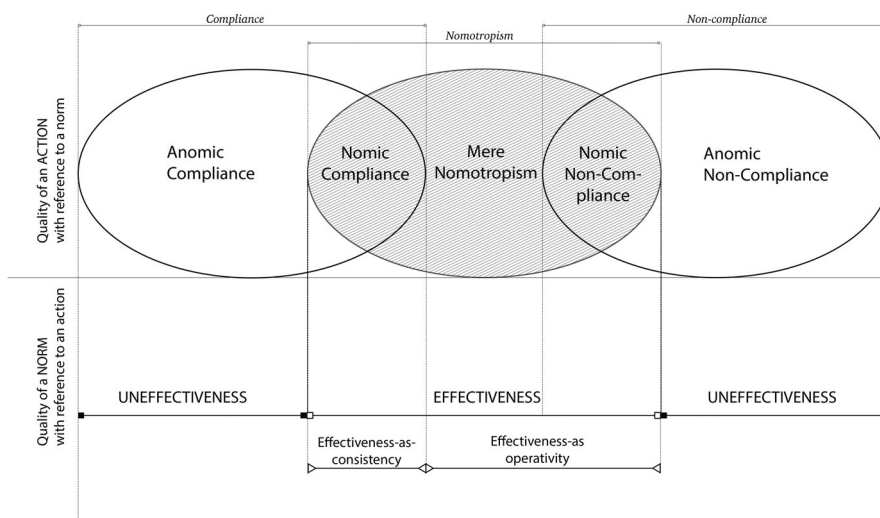 Compliance
Non-compliance
Nomotropism
Quality of an ACTION
with reference to a norm
Anomic
Compliance
Nomic
Compliance
Mere
Nomotropism
Nomic
Non-Com-
pliance
Anomic
Non-Compliance
Quality of a NORM
with reference to an action
UNEFFECTIVENESS
EFFECTIVENESS
UNEFFECTIVENESS
Effectiveness-as-
consistency
Effectiveness-as
operativity